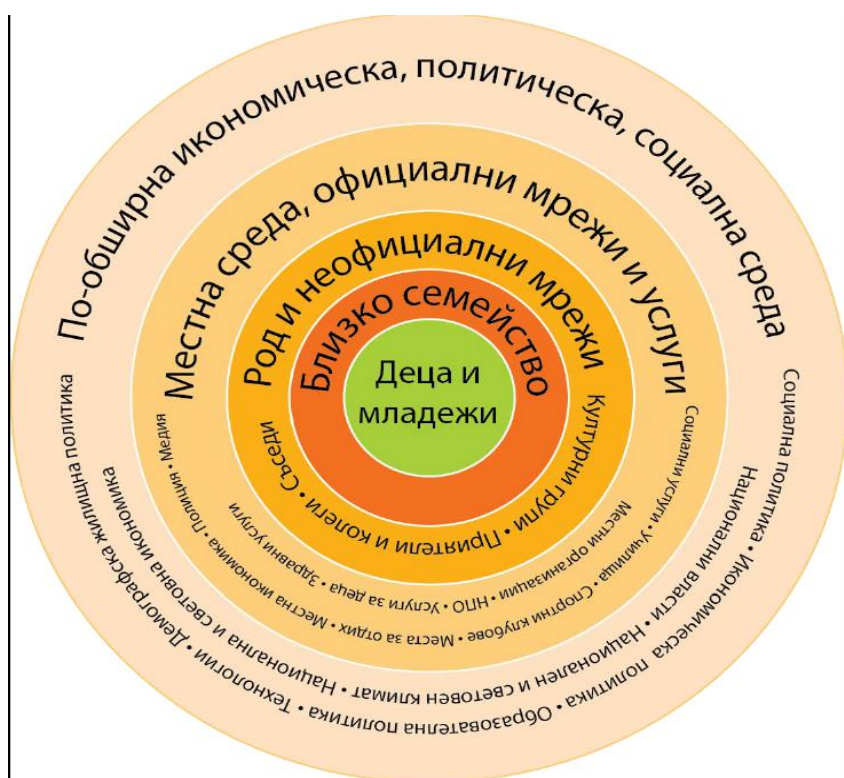 По-обширна икономическа, политическа, социална среда
Местна среда, официални мрежи и услуги
Род и неофициални мрежи
Близко семейство
Деца и
младежи
Културни групи • Приятели и колеги • Съседи
Местни организации • НПО • Услуги за деца • Здравни услуги
Социални услуги • Училища • Спортни клубове • Места за отдих • Местна икономика • Полиция • Медия
Национални власти • Национален и световен климат • Национална и световна икономика
Социална политика • Икономическа политика • Образователна политика • Технологии • Демографска жилищна политика